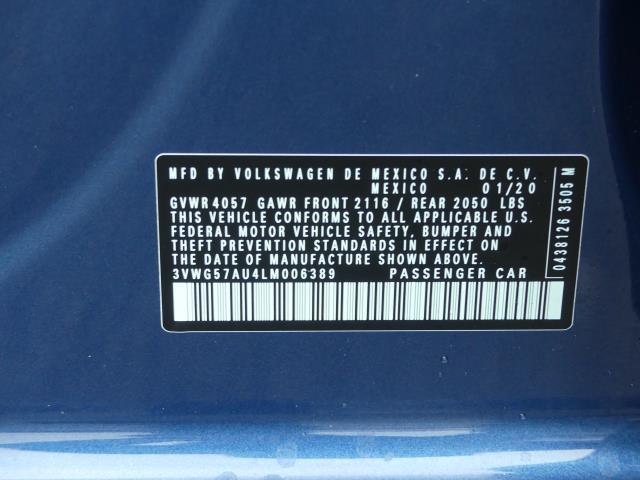 MFD BY VOLKSWAGEN DE MEXICO S.A. DE C.V.
MEXICO 01/20
GVWR 4057 GAWR FRONT 2116 / REAR 2050 LBS
THIS VEHICLE CONFORMS TO ALL APPLICABLE U.S.
FEDERAL MOTOR VEHICLE SAFETY, BUMPER AND
THEFT PREVENTION STANDARDS IN EFFECT ON
THE DATE OF MANUFACTURE SHOWN ABOVE.
3VWG57AU4LM006389 PASSENGER CAR
0438126 3505 M